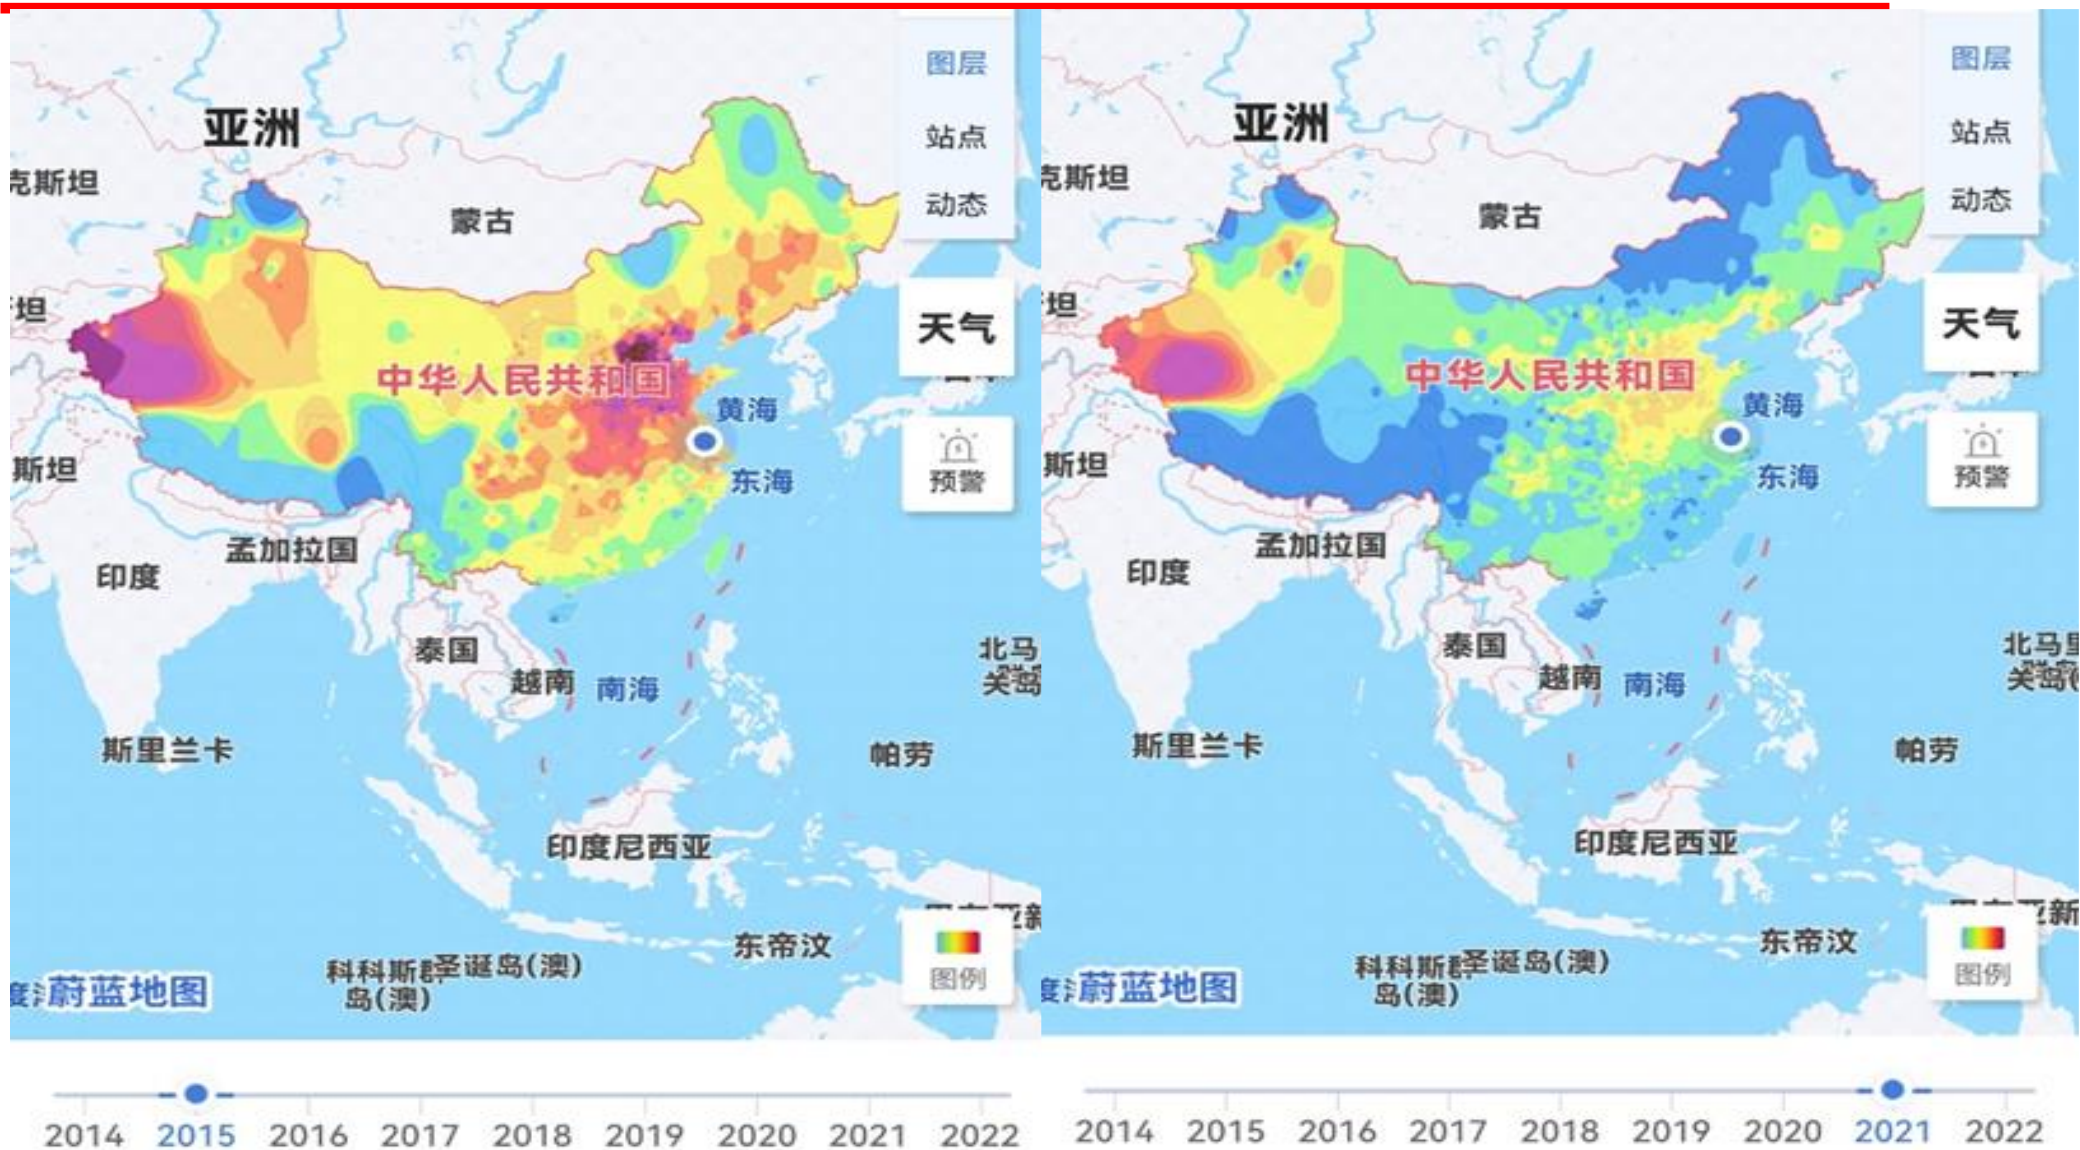 图层
亚洲
站点
克斯坦
动态
蒙古
坦
天气
中华人民共和国
黄海
斯坦
预警
东海
孟加拉国
印度
泰国
北马
越南
南海
关岛
斯里兰卡
帕劳
印度尼西亚
东帝汶
科科斯群
圣诞岛(澳)
岛(澳)
图例
蔚蓝地图
2014 2015 2016 2017 2018 2019 2020 2021 2022
图层
亚洲
站点
克斯坦
动态
蒙古
坦
天气
中华人民共和国
黄海
斯坦
预警
东海
孟加拉国
印度
泰国
北马里
越南
南海
关岛(
斯里兰卡
帕劳
印度尼西亚
东帝汶
科科斯群
圣诞岛(澳)
岛(澳)
图例
蔚蓝地图
2014 2015 2016 2017 2018 2019 2020 2021 2022